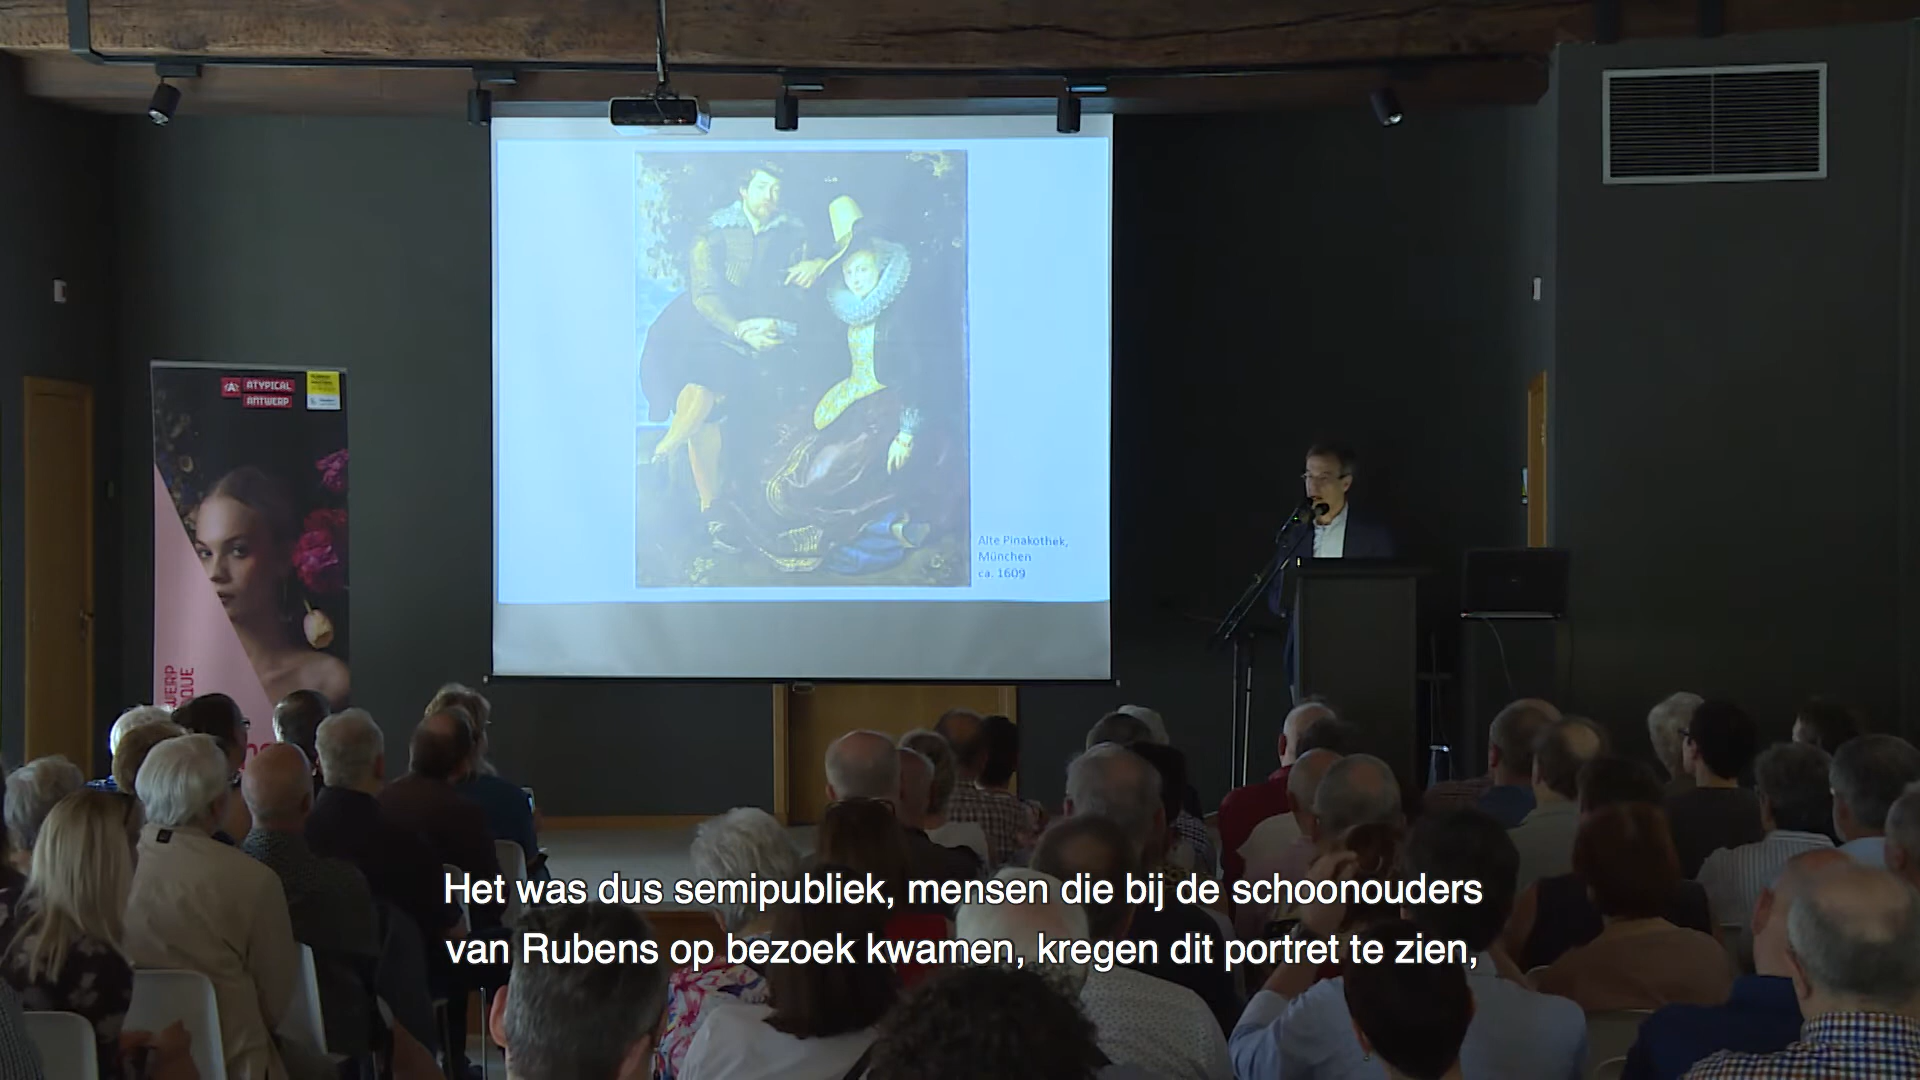 ATYPICAL
ANTWERP
Alte Pinakothek,
München
ca. 1609
Het was dus semipubliek, mensen die bij de schoonouders
van Rubens op bezoek kwamen, kregen dit portret te zien,